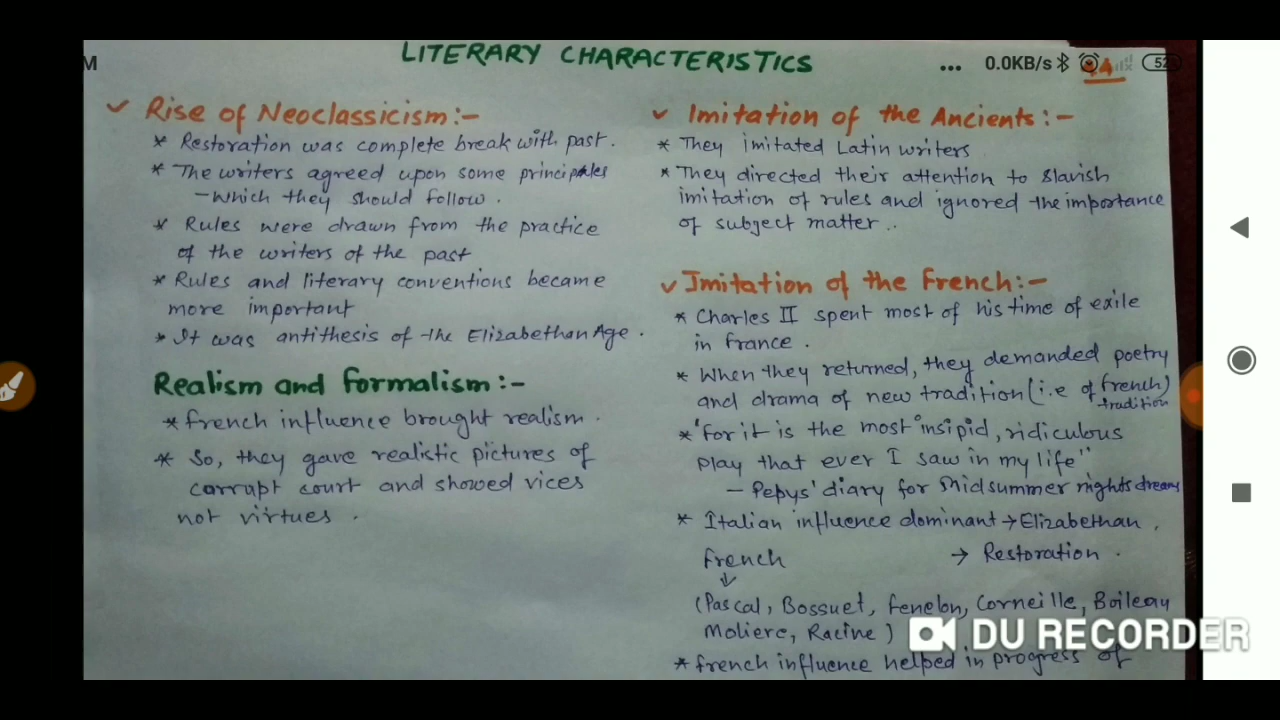 LITERARY CHARACTERISTICS
M
... 0.0KB/s
✓ Rise of Neoclassicism:-
* Restoration was complete break with past.
* The writers agreed upon some principles
- Which they should follow.
* Rules were drawn from the practice
of the writers of the past
* Rules and literary conventions became
more important
* It was antithesis of the Elizabethan Age.
Realism and Formalism:-
* French influence brought realism.
* So, they gave realistic pictures of
corrupt court and showed vices
not virtues.
✓ Imitation of the Ancients:-
* They imitated Latin writers
* They directed their attention to slavish
imitation of rules and ignored the importance
of subject matter..
✓ Imitation of the French:-
* Charles II spent most of his time of exile
in france.
* When they returned, they demanded poetry
and drama of new tradition (i.e of french)
tradition
* "for it is the most insipid, ridiculous
play that ever I saw in my life"
- Pepys' diary for Midsummer nights dream
* Italian influence dominant → Elizabethan.
french → Restoration.
↓
(Pascal, Bossuet, Fenelon, Corneille, Boileau
Moliere, Racine)
* french influence helped in progress of
DU RECORDER